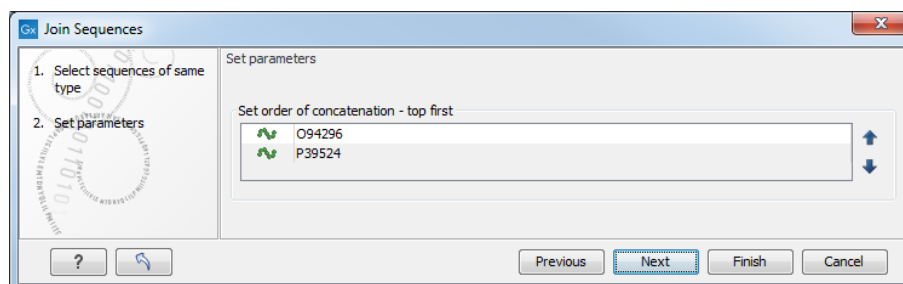 Gx Join Sequences
X
1. Select sequences of same
type
2. Set parameters
Set parameters
Set order of concatenation - top first
O94296
P39524
?
Previous
Next
Finish
Cancel